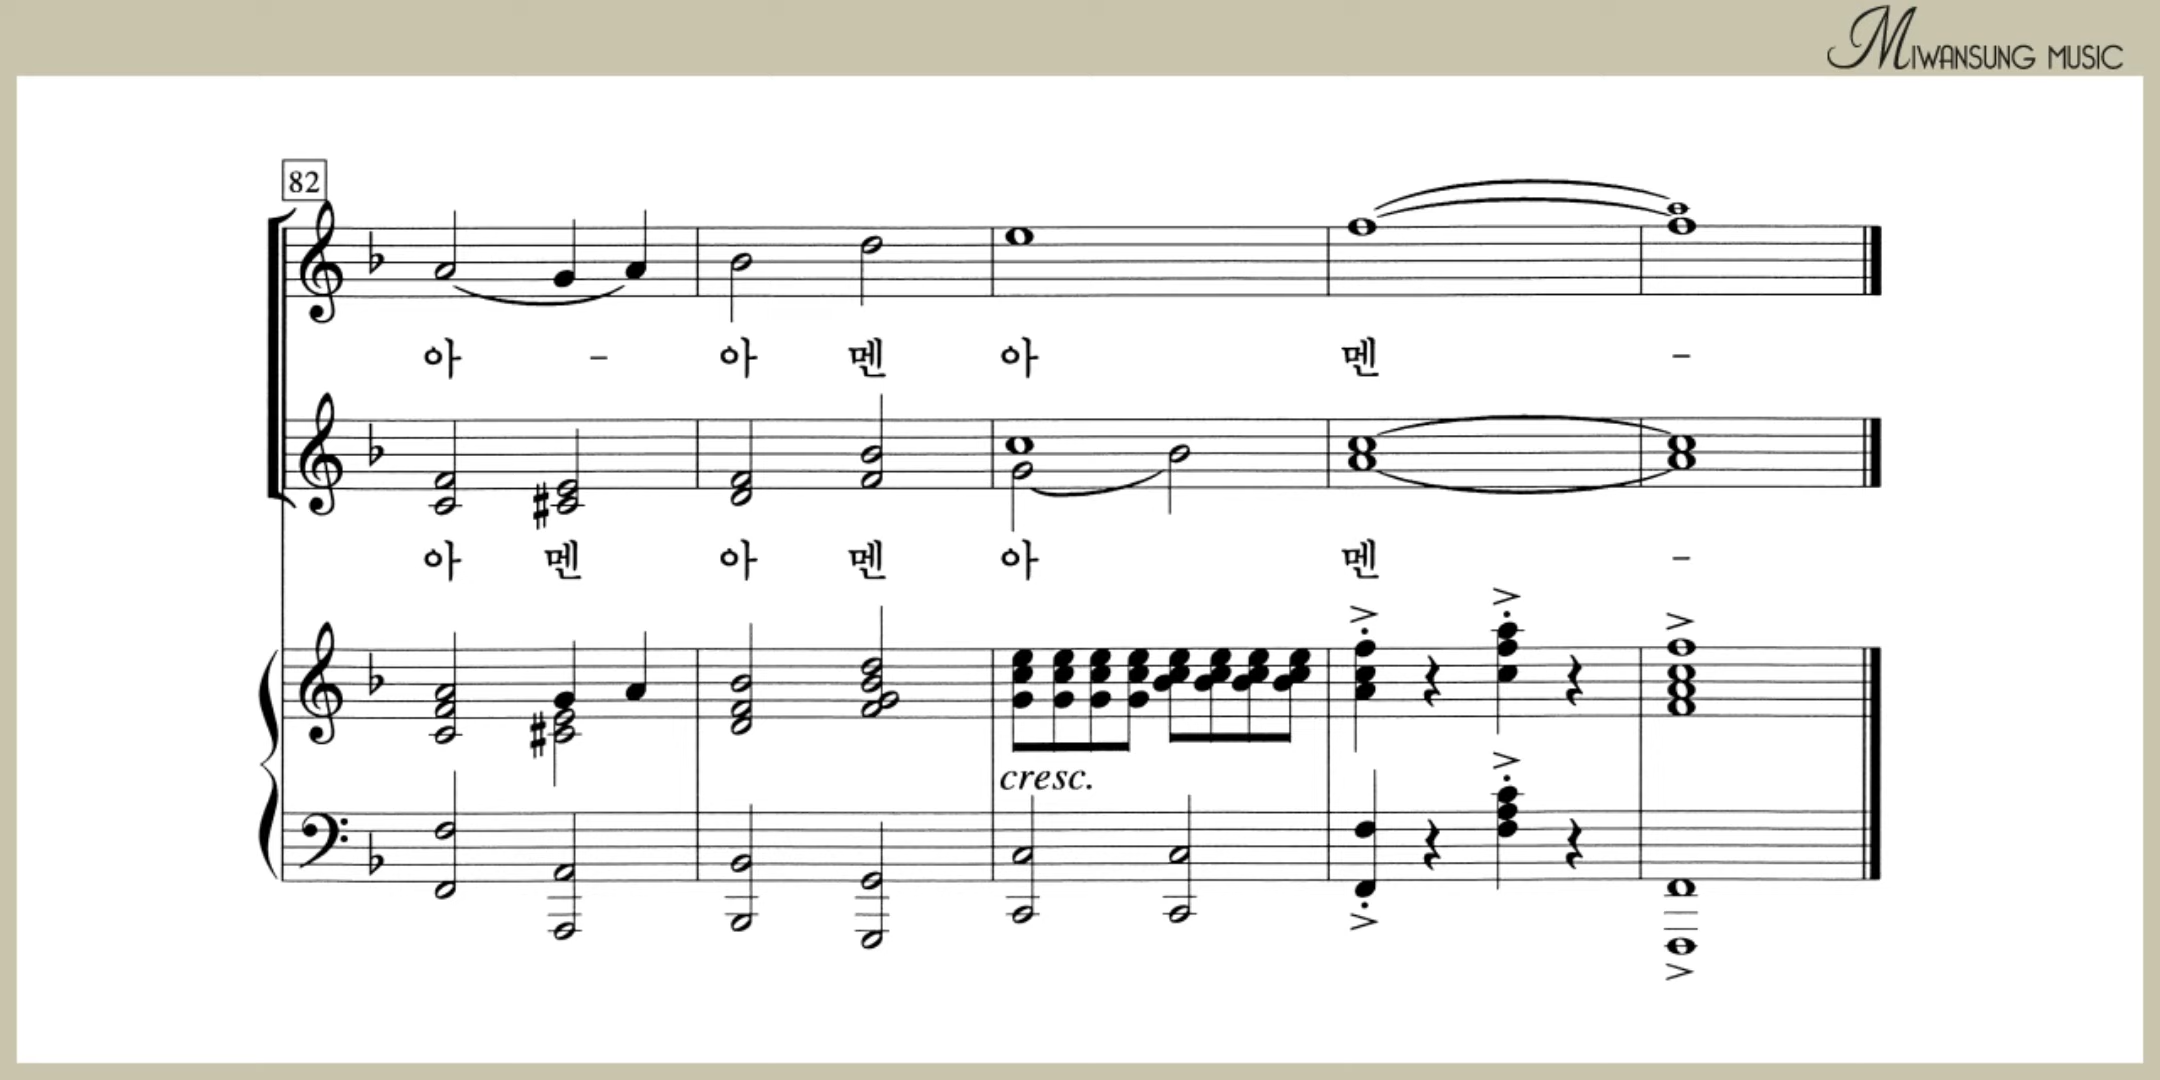 MIWANSUNG MUSIC
82
아 - 아 멘 아 멘 -
아 멘 아 멘 아 멘 -
cresc.